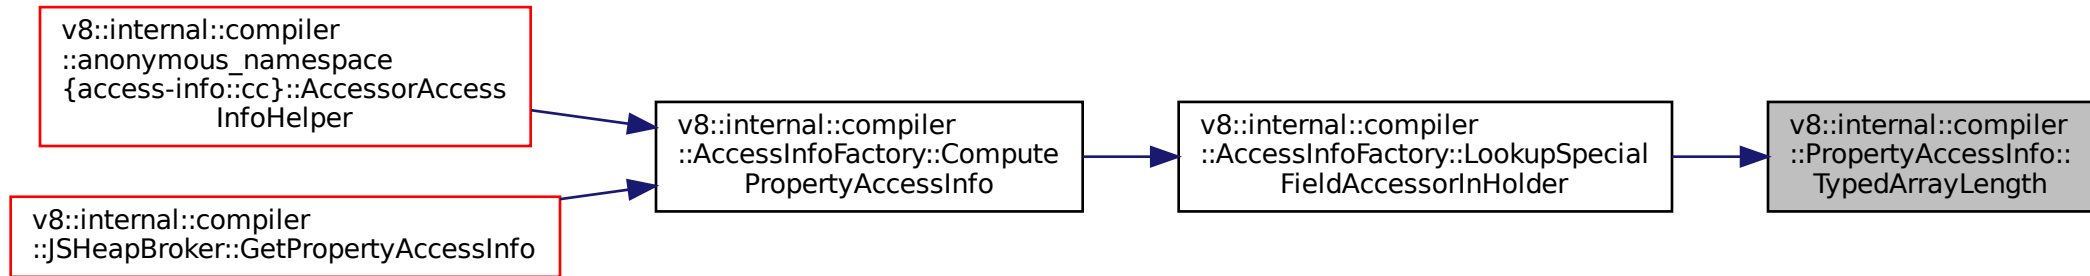 v8::internal::compiler
::anonymous_namespace
{access-info::cc}::AccessorAccess
InfoHelper
v8::internal::compiler
::JSHeapBroker::GetPropertyAccessInfo
v8::internal::compiler
::AccessInfoFactory::Compute
PropertyAccessInfo
v8::internal::compiler
::AccessInfoFactory::LookupSpecial
FieldAccessorInHolder
v8::internal::compiler
::PropertyAccessInfo::
TypedArrayLength